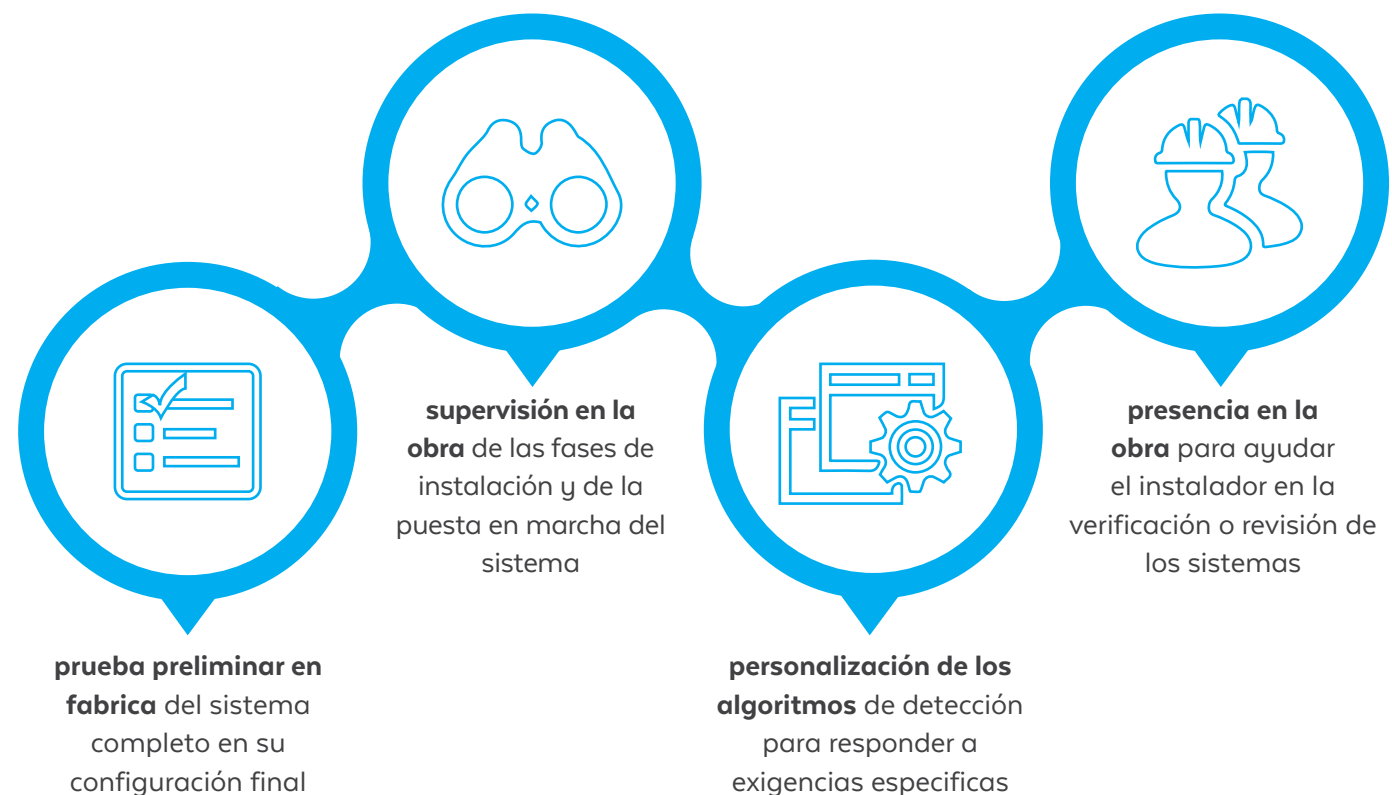 prueba preliminar en
fabrica del sistema
completo en su
configuración final
supervisión en la
obra de las fases de
instalación y de la
puesta en marcha del
sistema
personalización de los
algoritmos de detección
para responder a
exigencias especificas
presencia en la
obra para ayudar
el instalador en la
verificación o revisión de
los sistemas